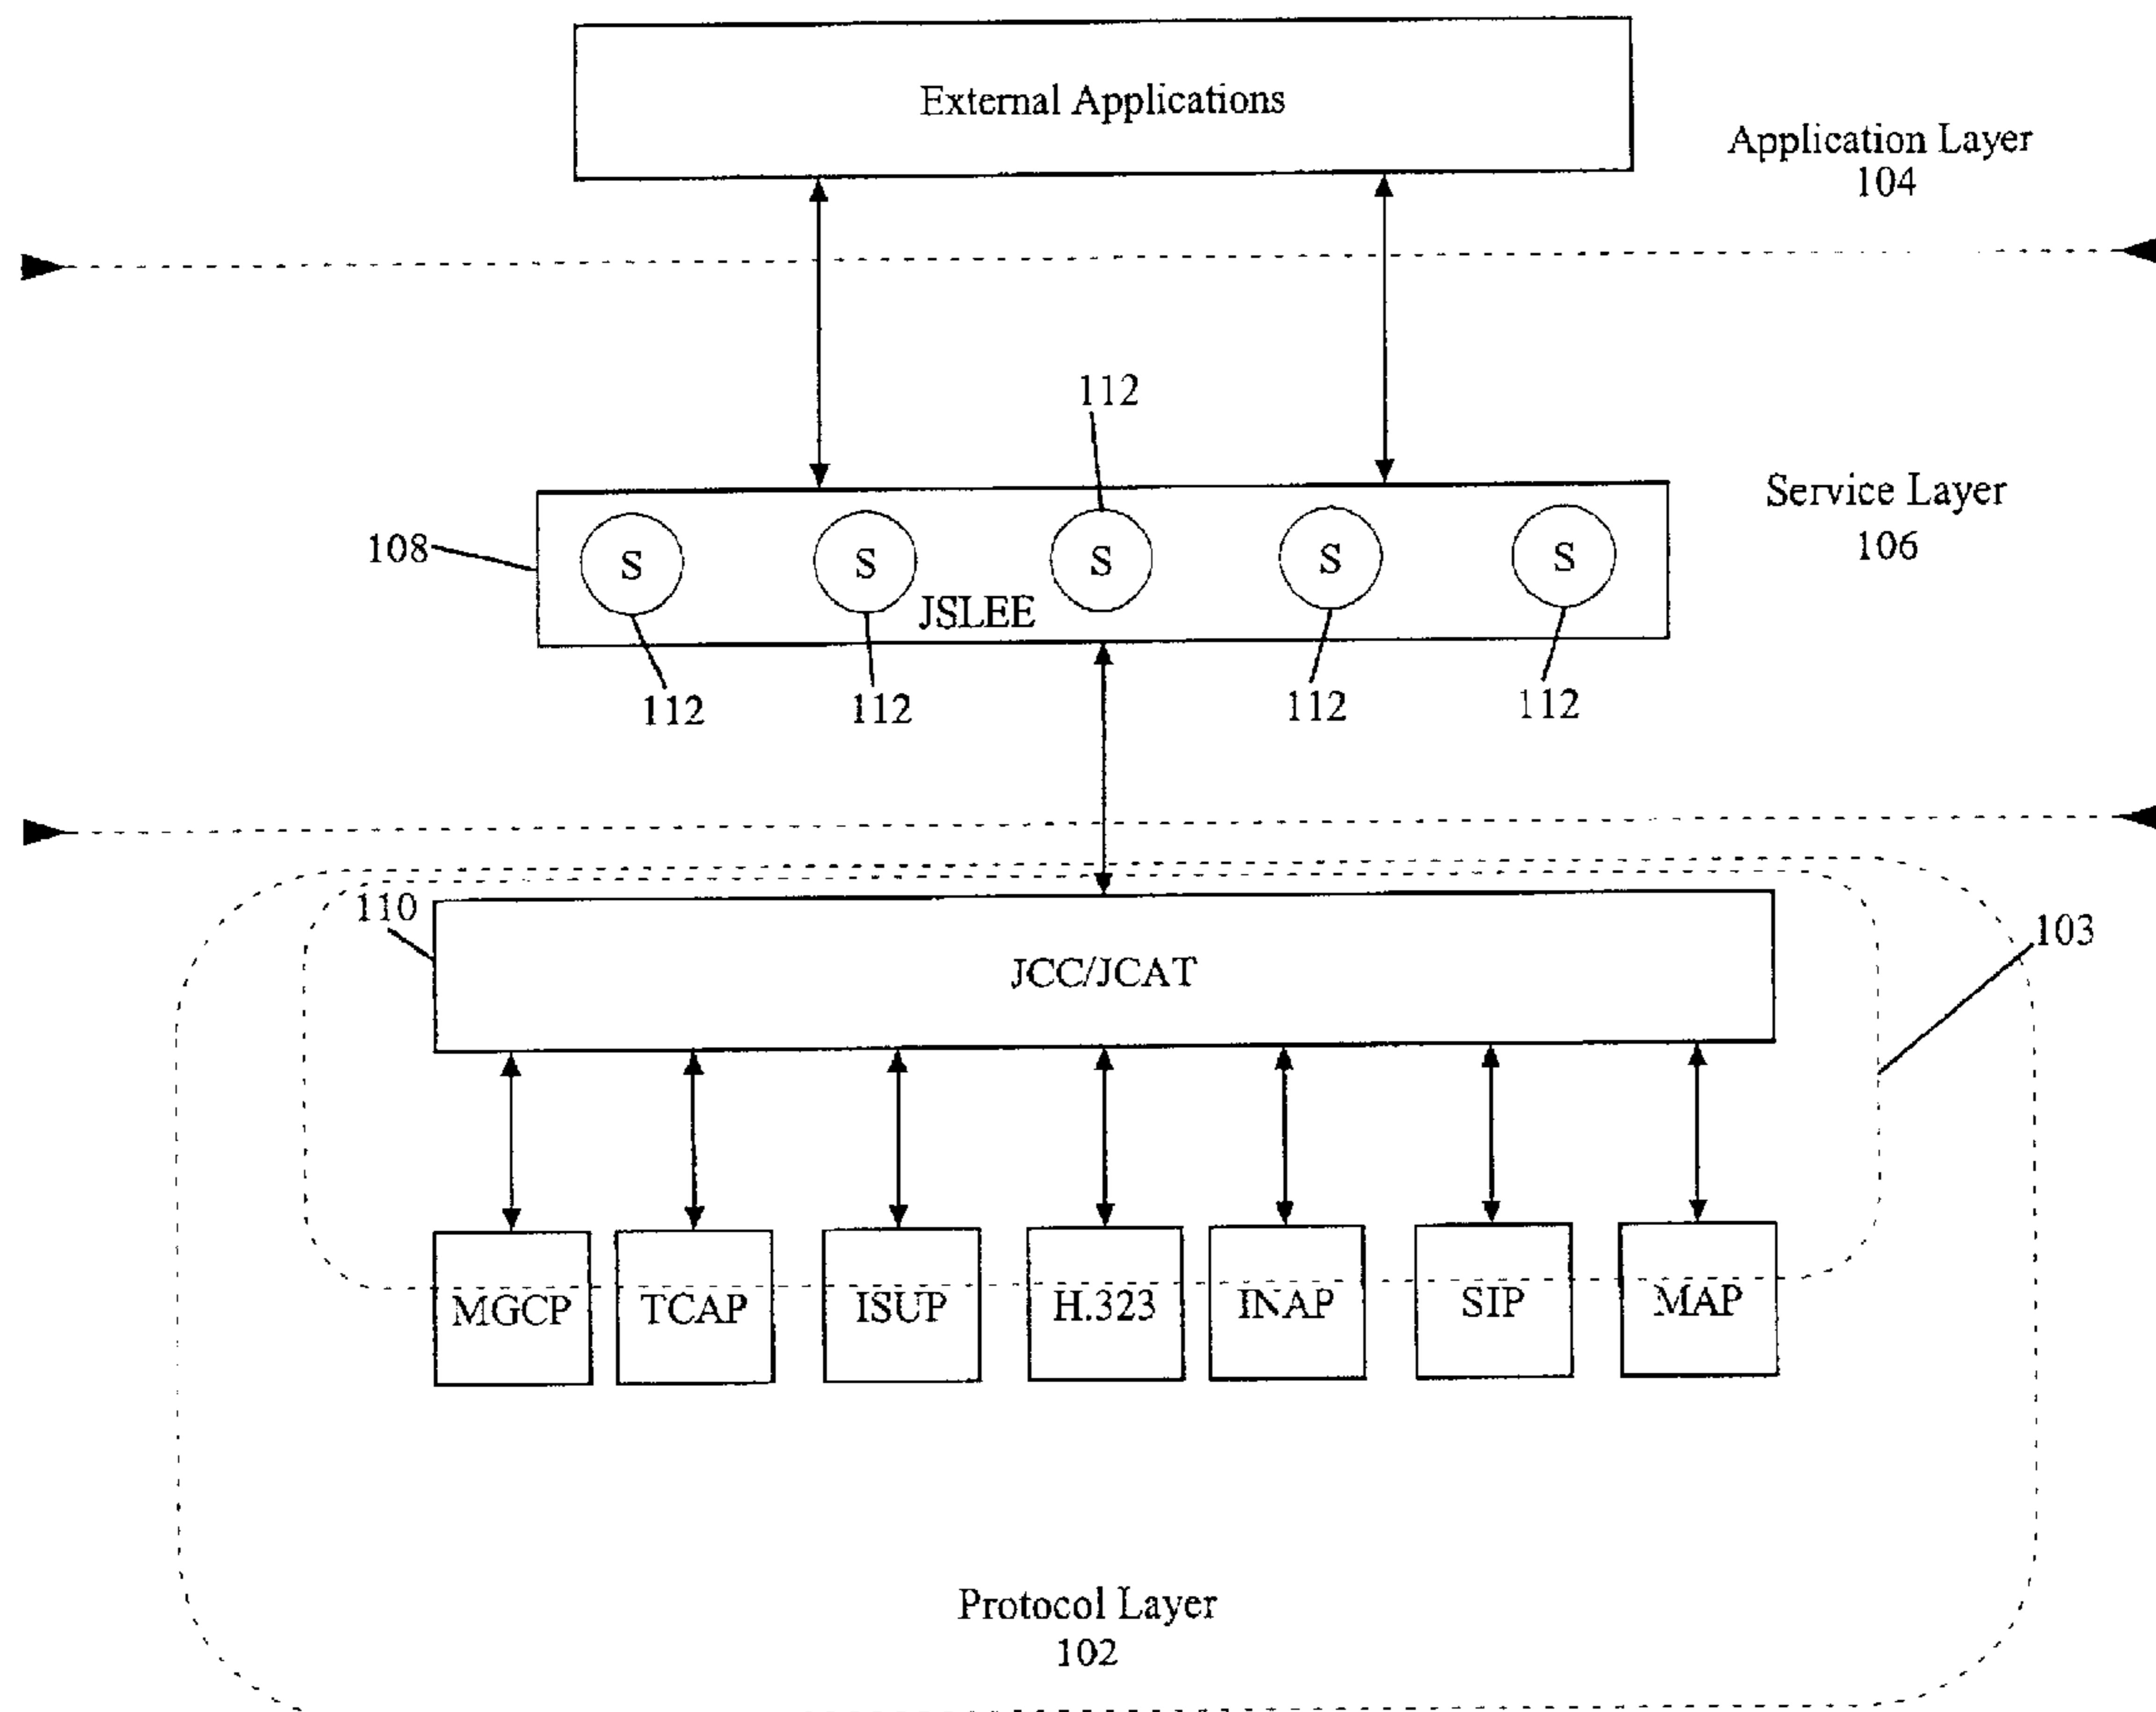 External Applications
Application Layer
104
112
Service Layer
106
108
S
S
S
S
S
JSLEE
112
112
112
112
110
103
JCC/JCAT
MGCP
TCAP
ISUP
H.323
INAP
SIP
MAP
Protocol Layer
102